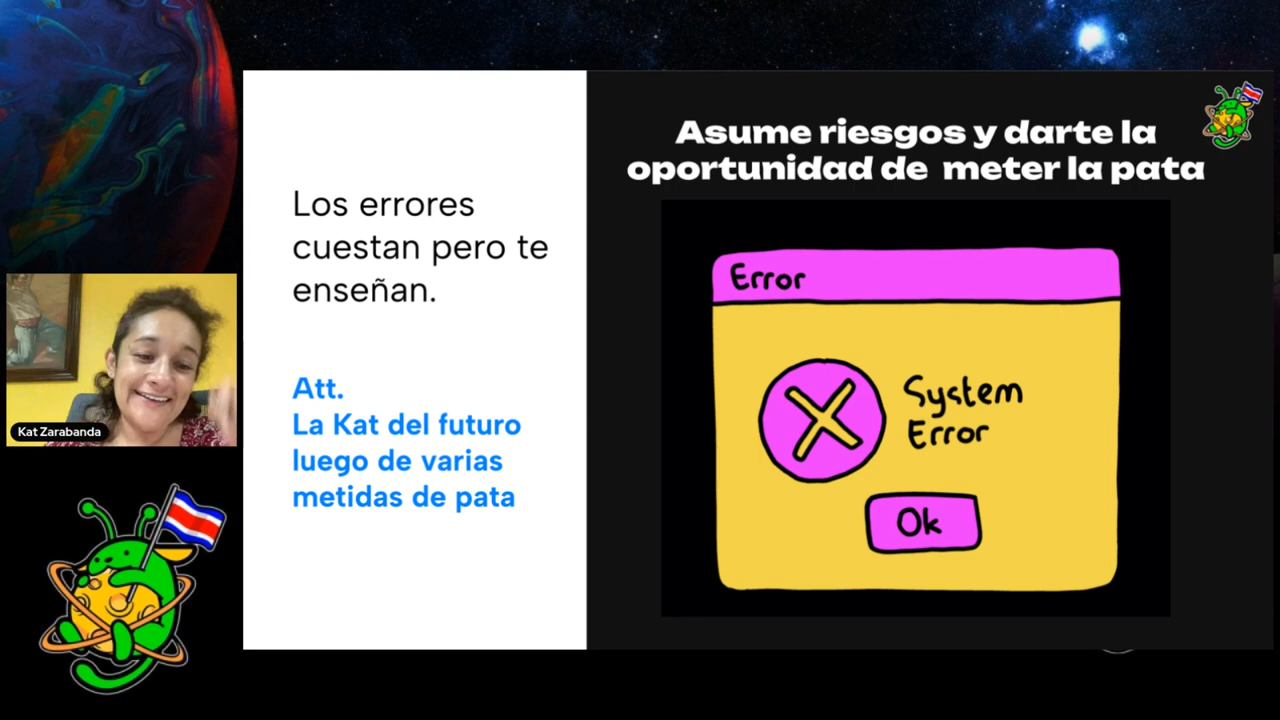 Asume riesgos y darte la
oportunidad de meter la pata
Los errores
cuestan pero te
enseñan.
Att.
La Kat del futuro
luego de varias
metidas de pata
Error
System
Error
Ok
Kat Zarabanda